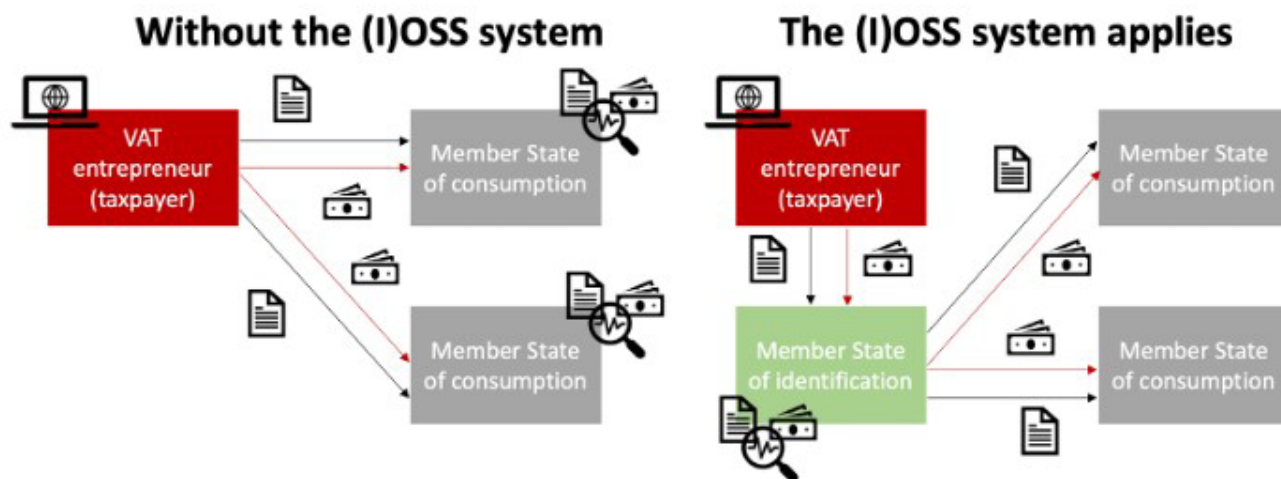 Without the (I)OSS system
VAT
entrepreneur
(taxpayer)
Member State
of consumption
Member State
of consumption
The (I)OSS system applies
VAT
entrepreneur
(taxpayer)
Member State
of consumption
Member State
of identification
Member State
of consumption